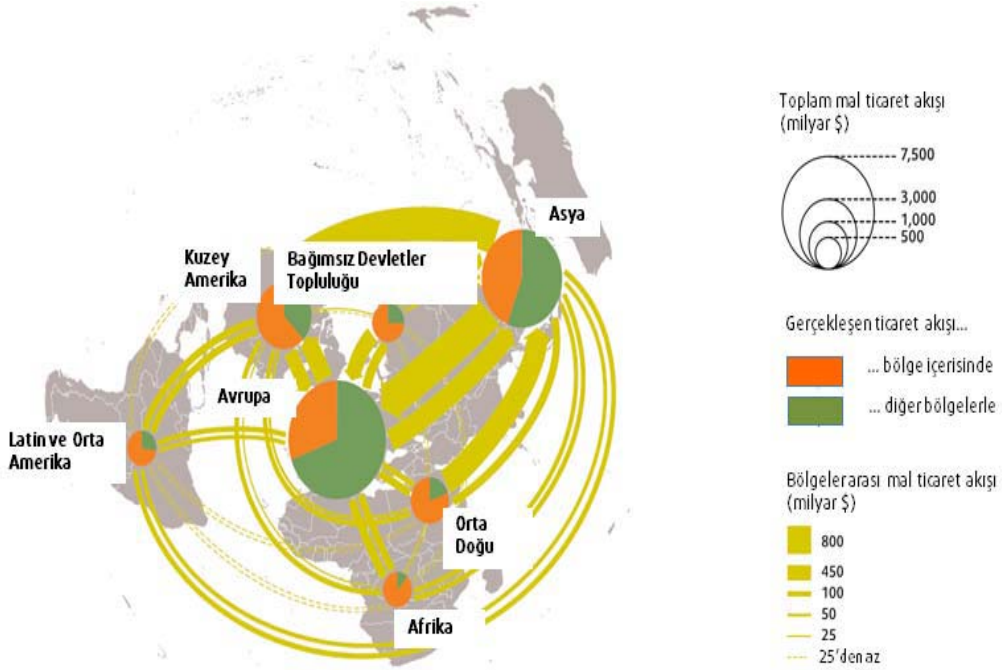 Asya
Kuzey
Amerika
Bağımsız Devletler
Topluluğu
Avrupa
Latin ve Orta
Amerika
Orta
Doğu
Afrika
Toplam mal ticaret akışı
(milyar $)
7,500
3,000
1,000
500
Gerçekleşen ticaret akışı...
... bölge içerisinde
... diğer bölgelerle
Bölgelerarası mal ticaret akışı
(milyar $)
800
450
100
50
25
25'den az